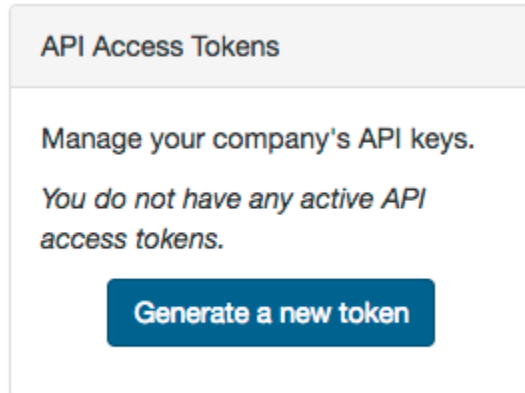 API Access Tokens
Manage your company's API keys.
You do not have any active API
access tokens.
Generate a new token